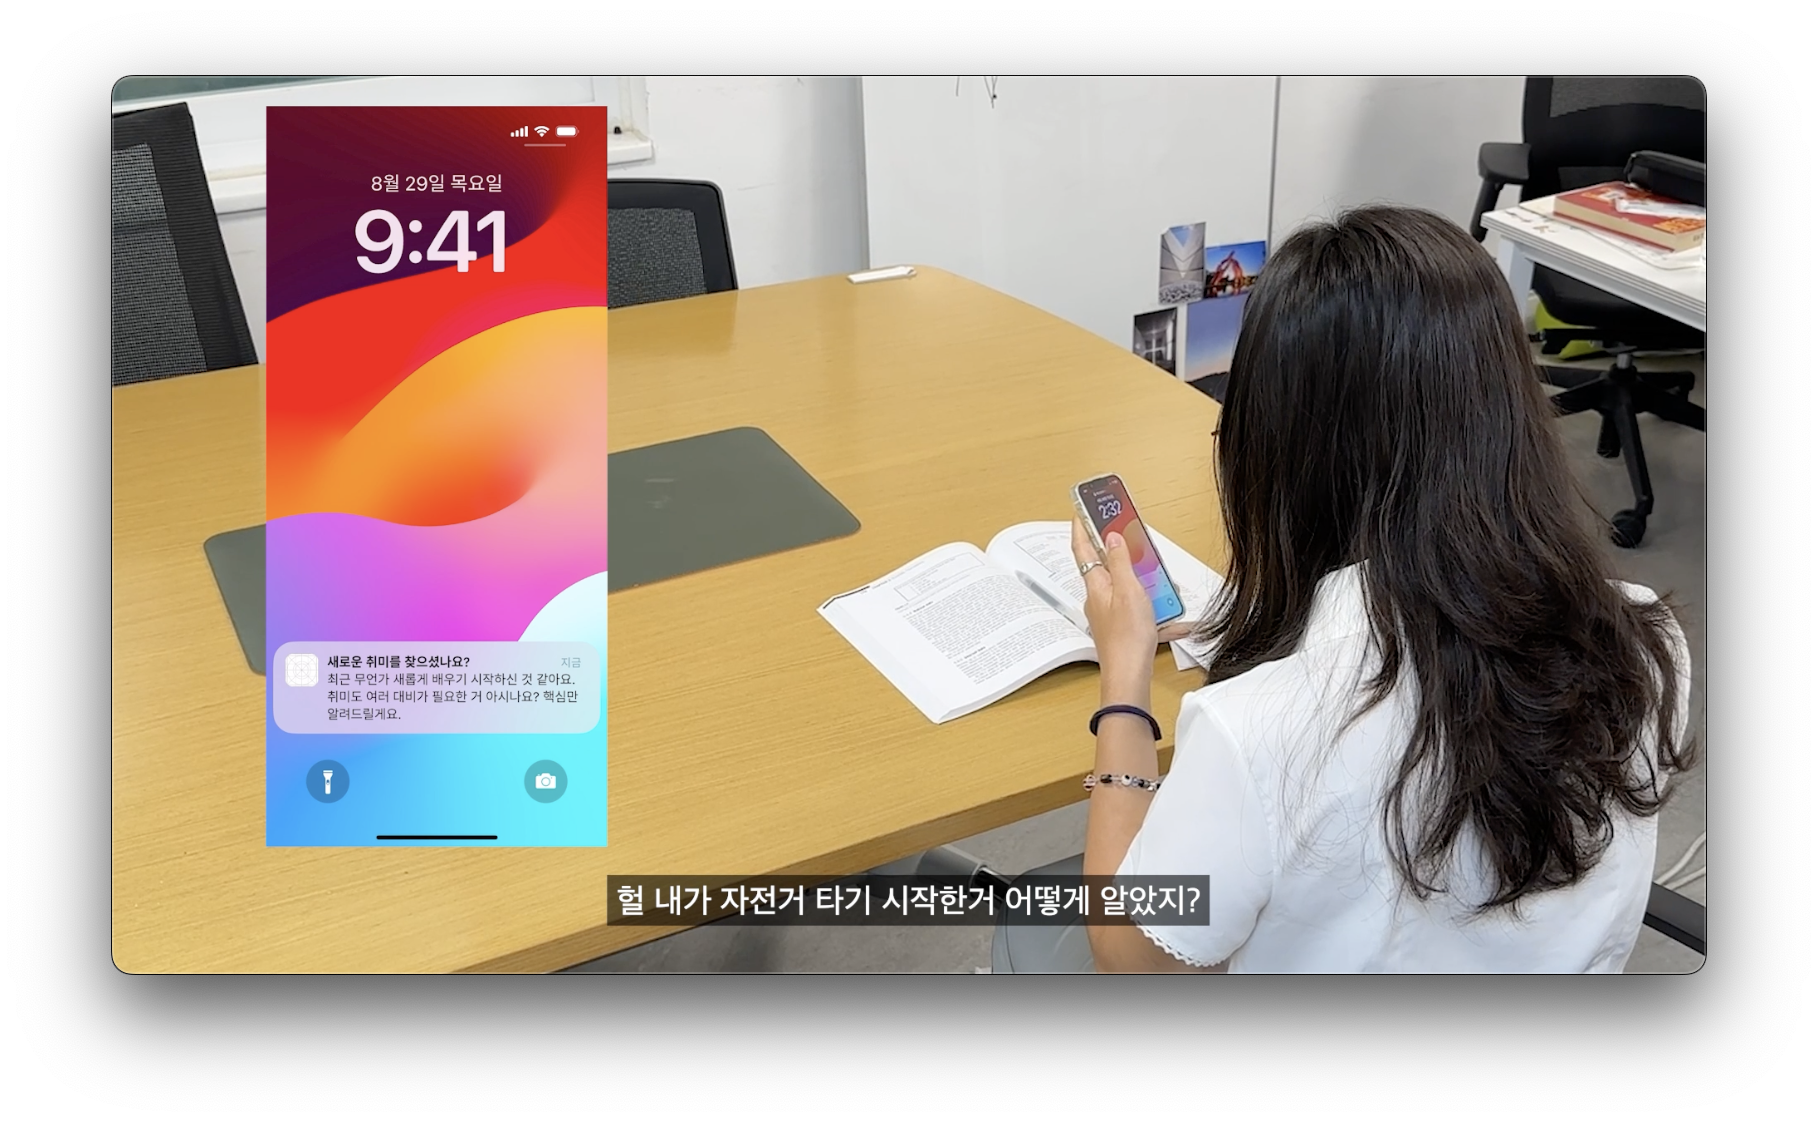 8월 29일 목요일
9:41
새로운 취미를 찾으셨나요? 지금
최근 무언가 새롭게 배우기 시작하신 것 같아요.
취미도 여러 대비가 필요한 거 아시나요? 핵심만
알려드릴게요.
2:32
헐 내가 자전거 타기 시작한거 어떻게 알았지?